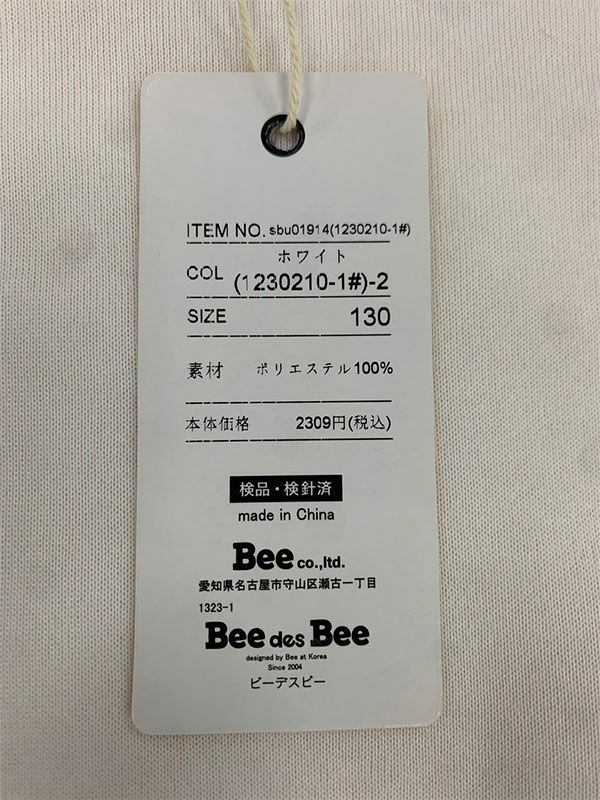 ITEM NO. sbu01914(1230210-1#)
ホワイト
COL (1230210-1#)-2
SIZE 130
素材 ポリエステル100%
本体価格 2309円(税込)
検品・検針済
made in China
Bee co.,ltd.
愛知県名古屋市守山区瀬古一丁目
1323-1
Bee des Bee
designed by Bee at Korea
Since 2004
ビーデスビー